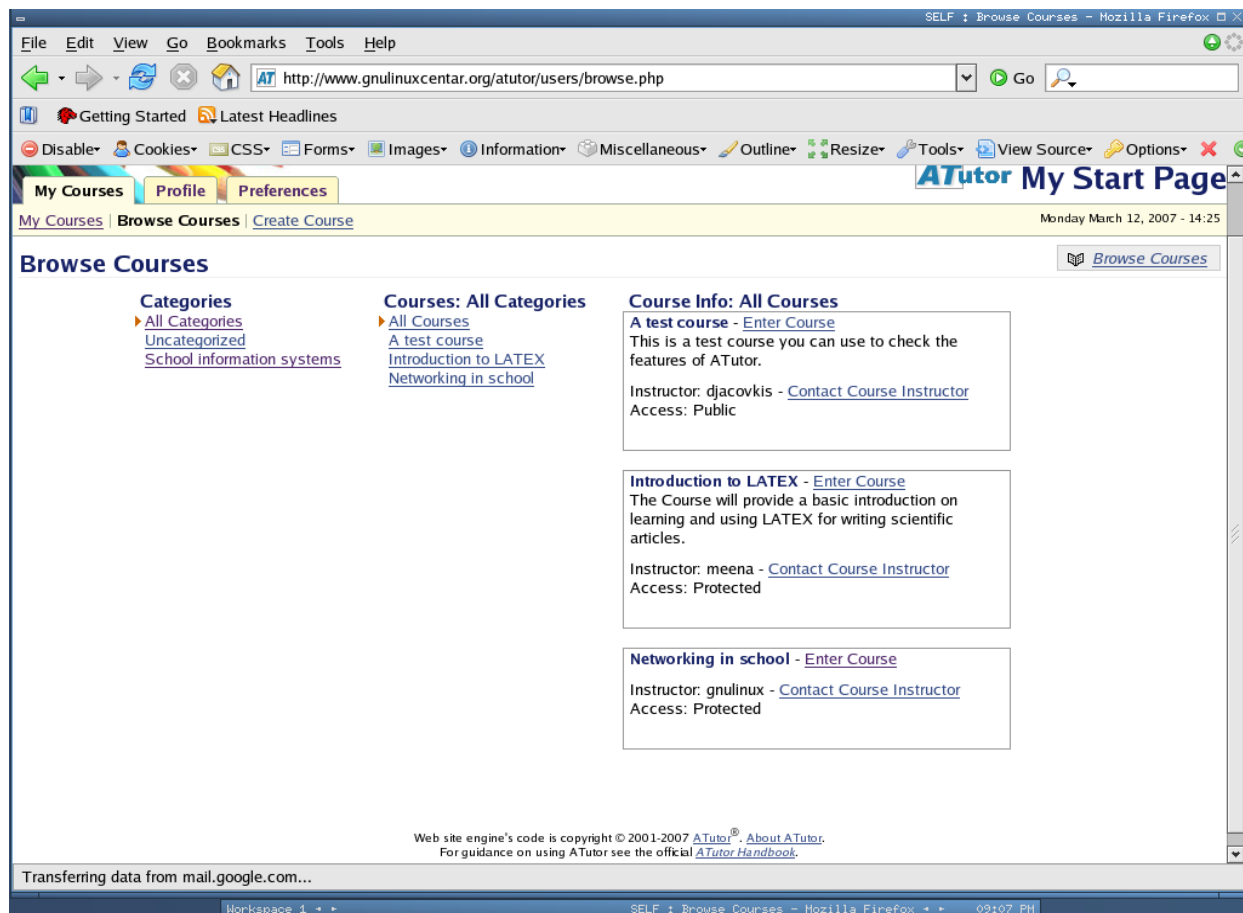 SELF : Browse Courses - Mozilla Firefox
File Edit View Go Bookmarks Tools Help
AT http://www.gnulinuxcentar.org/atutor/users/browse.php Go
Getting Started Latest Headlines
Disable Cookies CSS Forms Images Information Miscellaneous Outline Resize Tools View Source Options
My Courses Profile Preferences ATutor My Start Page
My Courses | Browse Courses | Create Course Monday March 12, 2007 - 14:25
Browse Courses Browse Courses
Categories
All Categories
Uncategorized
School information systems
Courses: All Categories
All Courses
A test course
Introduction to LATEX
Networking in school
Course Info: All Courses
A test course - Enter Course
This is a test course you can use to check the
features of ATutor.
Instructor: djacovkis - Contact Course Instructor
Access: Public
Introduction to LATEX - Enter Course
The Course will provide a basic introduction on
learning and using LATEX for writing scientific
articles.
Instructor: meena - Contact Course Instructor
Access: Protected
Networking in school - Enter Course
Instructor: gnulinux - Contact Course Instructor
Access: Protected
Web site engine's code is copyright © 2001-2007 ATutor®. About ATutor.
For guidance on using ATutor see the official ATutor Handbook.
Transferring data from mail.google.com...
Workspace 1 SELF : Browse Courses - Mozilla Firefox 09:07 PM